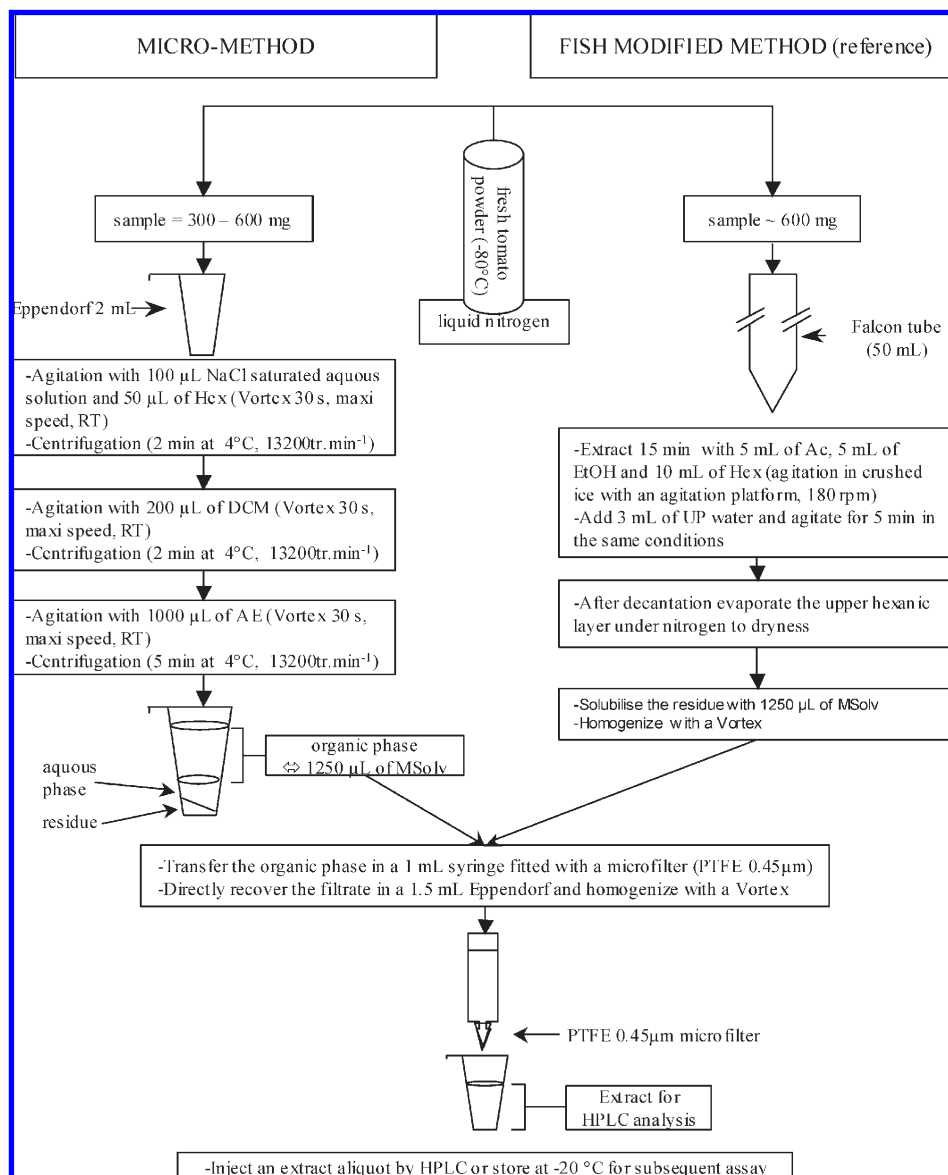 MICRO-METHOD
FISH MODIFIED METHOD (reference)
fresh tomato
powder (-80°C)
liquid nitrogen
sample = 300 – 600 mg
Eppendorf 2 mL
-Agitation with 100 µL NaCl saturated aquous
solution and 50 µL of Hex (Vortex 30 s, maxi
speed, RT)
-Centrifugation (2 min at 4°C, 13200tr.min-1)
-Agitation with 200 µL of DCM (Vortex 30 s,
maxi speed, RT)
-Centrifugation (2 min at 4°C, 13200tr.min-1)
-Agitation with 1000 µL of AE (Vortex 30 s,
maxi speed, RT)
-Centrifugation (5 min at 4°C, 13200tr.min-1)
organic phase
⇔ 1250 µL of MSolv
aquous
phase
residue
sample ~ 600 mg
Falcon tube
(50 mL)
-Extract 15 min with 5 mL of Ac, 5 mL of
EtOH and 10 mL of Hex (agitation in crushed
ice with an agitation platform, 180 rpm)
-Add 3 mL of UP water and agitate for 5 min in
the same conditions
-After decantation evaporate the upper hexanic
layer under nitrogen to dryness
-Solubilise the residue with 1250 µL of MSolv
-Homogenize with a Vortex
-Transfer the organic phase in a 1 mL syringe fitted with a microfilter (PTFE 0.45µm)
-Directly recover the filtrate in a 1.5 mL Eppendorf and homogenize with a Vortex
PTFE 0.45µm microfilter
Extract for
HPLC analysis
-Inject an extract aliquot by HPLC or store at -20 °C for subsequent assay